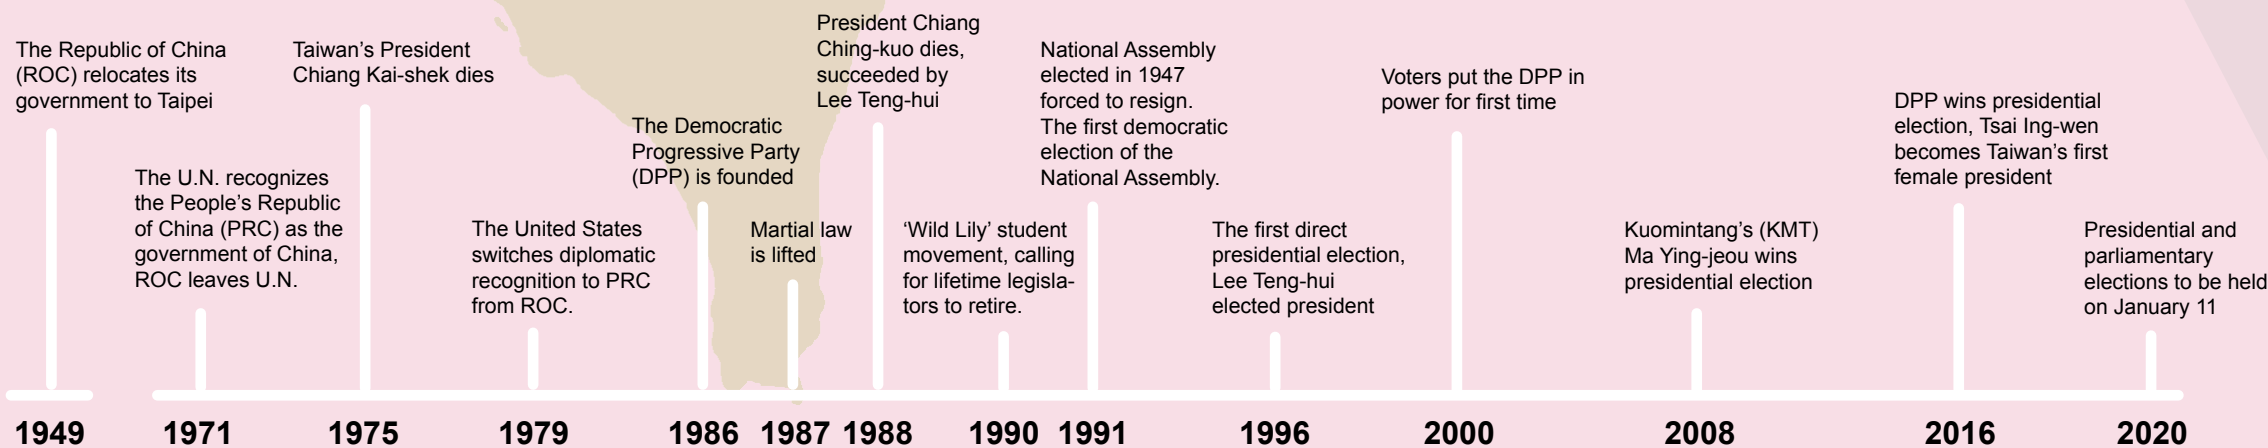 The Republic of China
(ROC) relocates its
government to Taipei
1949
The U.N. recognizes
the People's Republic
of China (PRC) as the
government of China,
ROC leaves U.N.
1971
Taiwan’s President
Chiang Kai-shek dies
1975
The United States
switches diplomatic
recognition to PRC
from ROC.
1979
The Democratic
Progressive Party
(DPP) is founded
1986
Martial law
is lifted
1987
President Chiang
Ching-kuo dies,
succeeded by
Lee Teng-hui
1988
‘Wild Lily’ student
movement, calling
for lifetime legisla-
tors to retire.
1990
National Assembly
elected in 1947
forced to resign.
The first democratic
election of the
National Assembly.
1991
The first direct
presidential election,
Lee Teng-hui
elected president
1996
Voters put the DPP in
power for first time
2000
Kuomintang’s (KMT)
Ma Ying-jeou wins
presidential election
2008
DPP wins presidential
election, Tsai Ing-wen
becomes Taiwan’s first
female president
2016
Presidential and
parliamentary
elections to be held
on January 11
2020